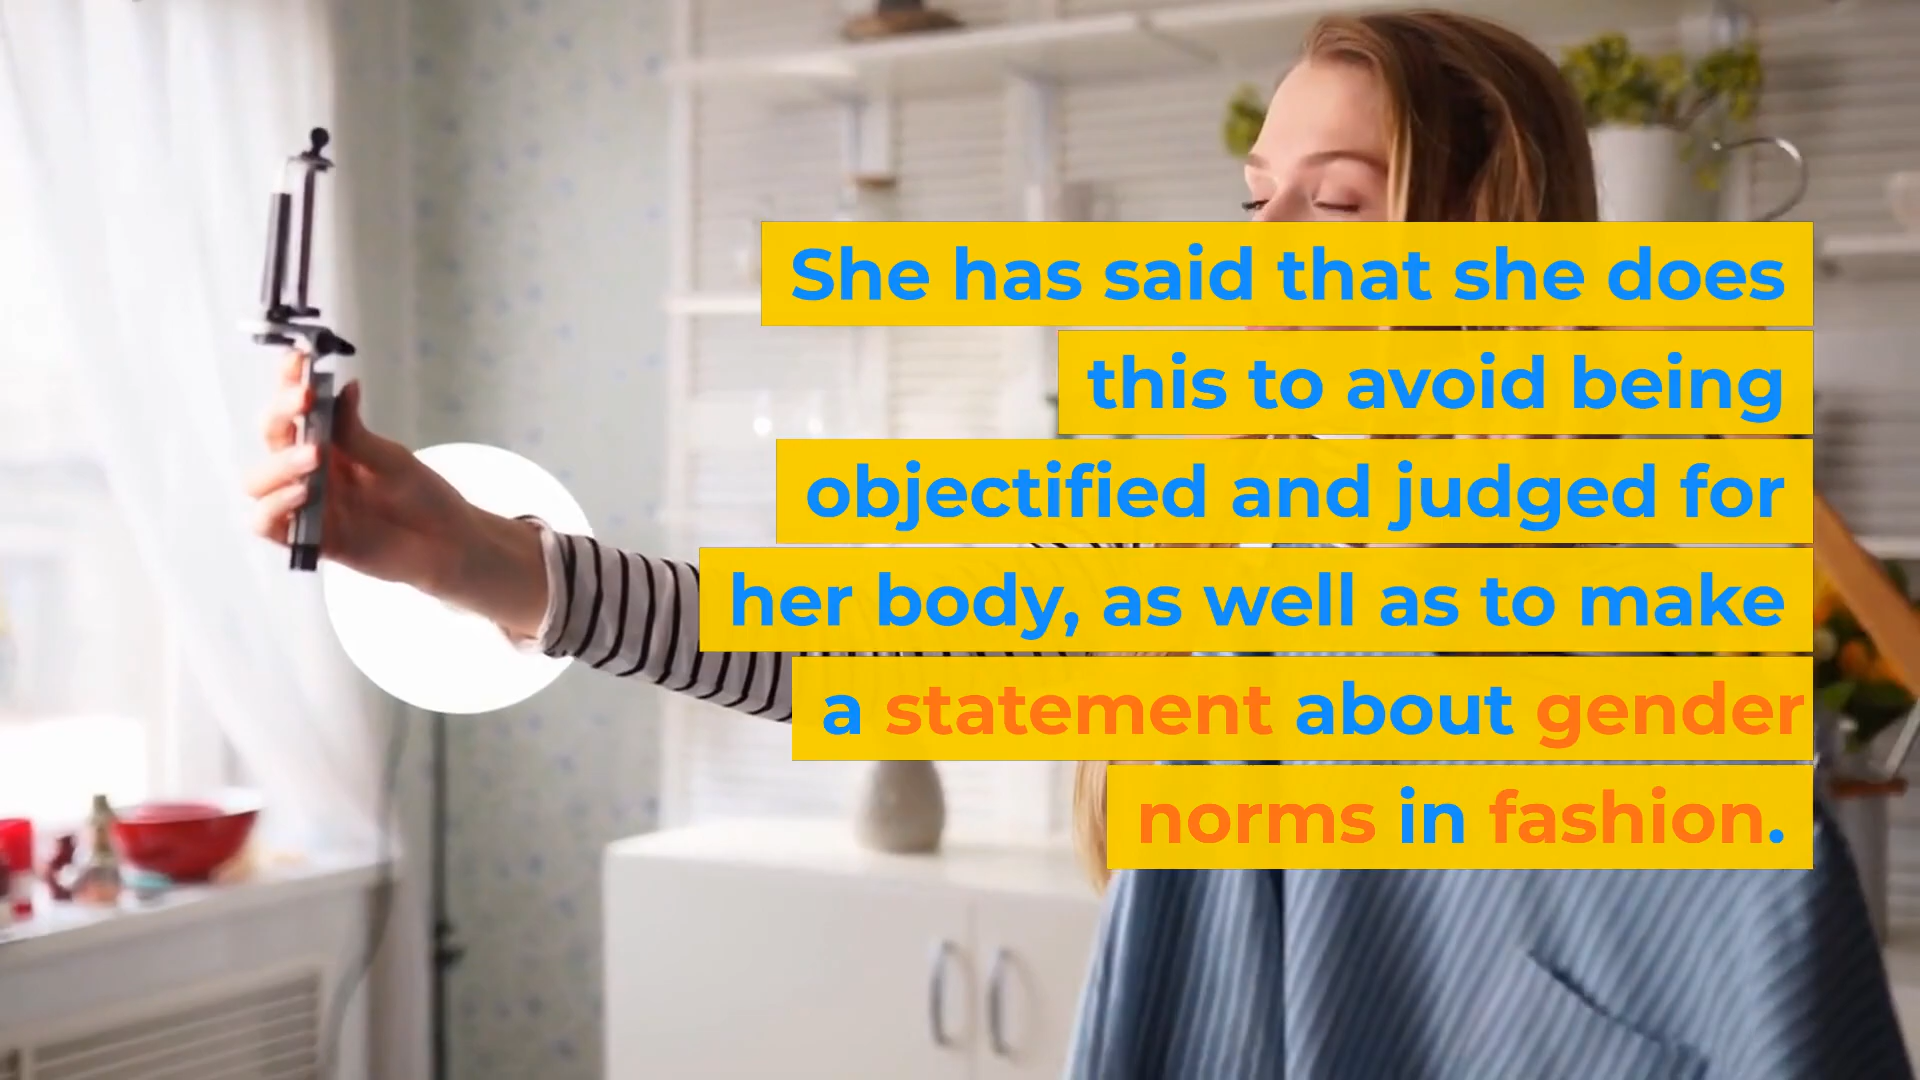 She has said that she does
this to avoid being
objectified and judged for
her body, as well as to make
a statement about gender
norms in fashion.